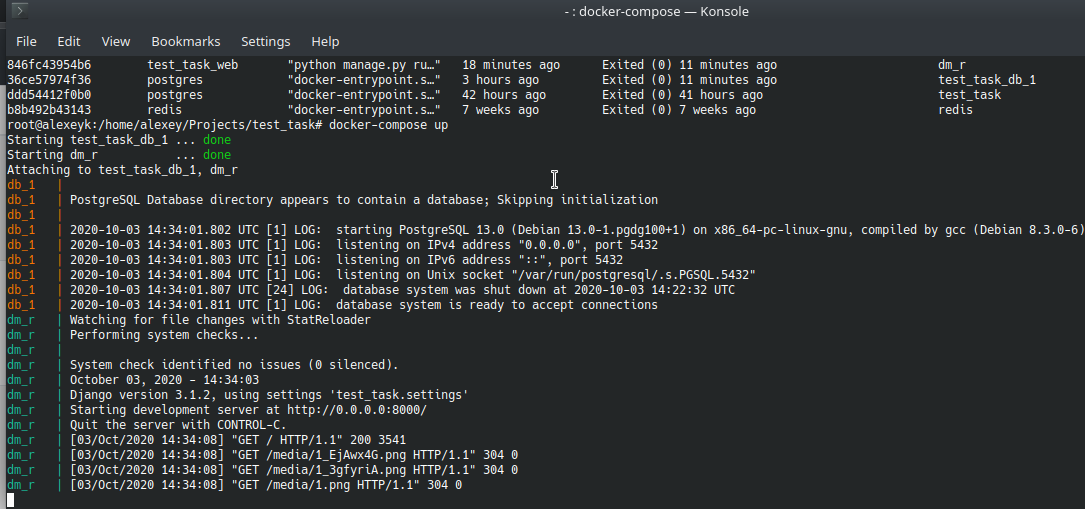 - : docker-compose — Konsole
File Edit View Bookmarks Settings Help
846fc43954b6 test_task_web "python manage.py ru…" 18 minutes ago Exited (0) 11 minutes ago dm_r
36ce57974f36 postgres "docker-entrypoint.s…" 3 hours ago Exited (0) 11 minutes ago test_task_db_1
ddd54412f0b0 postgres "docker-entrypoint.s…" 42 hours ago Exited (0) 41 hours ago test_task
b8b492b43143 redis "docker-entrypoint.s…" 7 weeks ago Exited (0) 7 weeks ago redis
root@alexeyk:/home/alexey/Projects/test_task# docker-compose up
Starting test_task_db_1 ... done
Starting dm_r ... done
Attaching to test_task_db_1, dm_r
db_1 |
db_1 | PostgreSQL Database directory appears to contain a database; Skipping initialization
db_1 |
db_1 | 2020-10-03 14:34:01.802 UTC [1] LOG: starting PostgreSQL 13.0 (Debian 13.0-1.pgdg100+1) on x86_64-pc-linux-gnu, compiled by gcc (Debian 8.3.0-6)
db_1 | 2020-10-03 14:34:01.803 UTC [1] LOG: listening on IPv4 address "0.0.0.0", port 5432
db_1 | 2020-10-03 14:34:01.803 UTC [1] LOG: listening on IPv6 address "::", port 5432
db_1 | 2020-10-03 14:34:01.804 UTC [1] LOG: listening on Unix socket "/var/run/postgresql/.s.PGSQL.5432"
db_1 | 2020-10-03 14:34:01.807 UTC [24] LOG: database system was shut down at 2020-10-03 14:22:32 UTC
db_1 | 2020-10-03 14:34:01.811 UTC [1] LOG: database system is ready to accept connections
dm_r | Watching for file changes with StatReloader
dm_r | Performing system checks...
dm_r |
dm_r | System check identified no issues (0 silenced).
dm_r | October 03, 2020 - 14:34:03
dm_r | Django version 3.1.2, using settings 'test_task.settings'
dm_r | Starting development server at http://0.0.0.0:8000/
dm_r | Quit the server with CONTROL-C.
dm_r | [03/Oct/2020 14:34:08] "GET / HTTP/1.1" 200 3541
dm_r | [03/Oct/2020 14:34:08] "GET /media/1_EjAwx4G.png HTTP/1.1" 304 0
dm_r | [03/Oct/2020 14:34:08] "GET /media/1_3gfyriA.png HTTP/1.1" 304 0
dm_r | [03/Oct/2020 14:34:08] "GET /media/1.png HTTP/1.1" 304 0